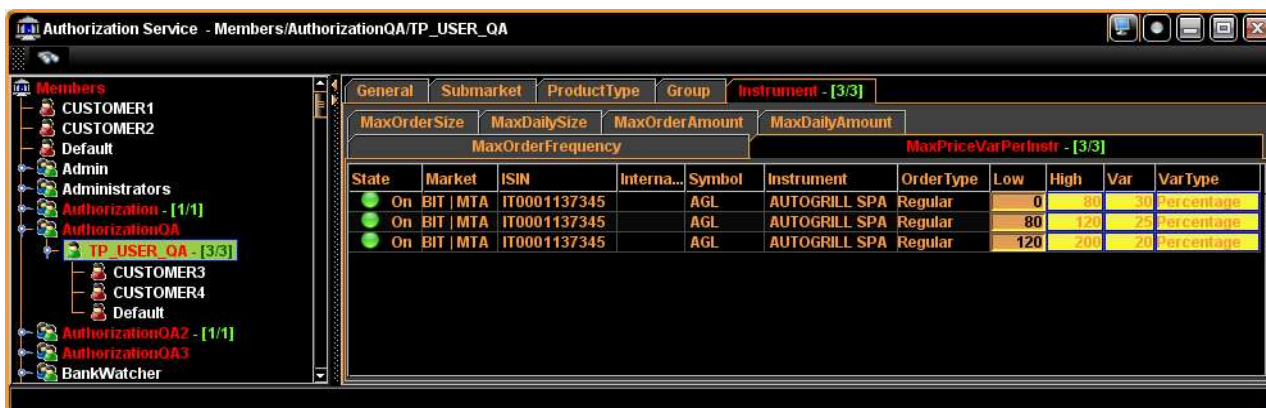 Authorization Service - Members/AuthorizationQA/TP_USER_QA
Members
CUSTOMER1
CUSTOMER2
Default
Admin
Administrators
Authorization - [1/1]
AuthorizationQA
TP_USER_QA - [3/3]
CUSTOMER3
CUSTOMER4
Default
AuthorizationQA2 - [1/1]
AuthorizationQA3
BankWatcher
General Submarket ProductType Group Instrument - [3/3]
MaxOrderSize MaxDailySize MaxOrderAmount MaxDailyAmount
MaxOrderFrequency MaxPriceVarPerInstr - [3/3]
State Market ISIN Interna... Symbol Instrument OrderType Low High Var VarType
On BIT | MTA IT0001137345 AGL AUTOGRILL SPA Regular 0 80 30 Percentage
On BIT | MTA IT0001137345 AGL AUTOGRILL SPA Regular 80 120 25 Percentage
On BIT | MTA IT0001137345 AGL AUTOGRILL SPA Regular 120 200 20 Percentage